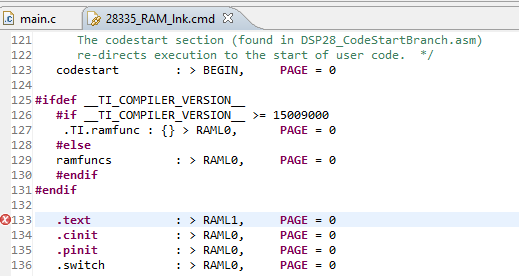 main.c 28335_RAM_lnk.cmd
121 The codestart section (found in DSP28_CodeStartBranch.asm)
122 re-directs execution to the start of user code. */
123 codestart : > BEGIN, PAGE = 0
124
125 #ifdef __TI_COMPILER_VERSION__
126 #if __TI_COMPILER_VERSION__ >= 15009000
127 .TI.ramfunc : {} > RAML0, PAGE = 0
128 #else
129 ramfuncs : > RAML0, PAGE = 0
130 #endif
131 #endif
132
133 .text : > RAML1, PAGE = 0
134 .cinit : > RAML0, PAGE = 0
135 .pinit : > RAML0, PAGE = 0
136 .switch : > RAML0, PAGE = 0